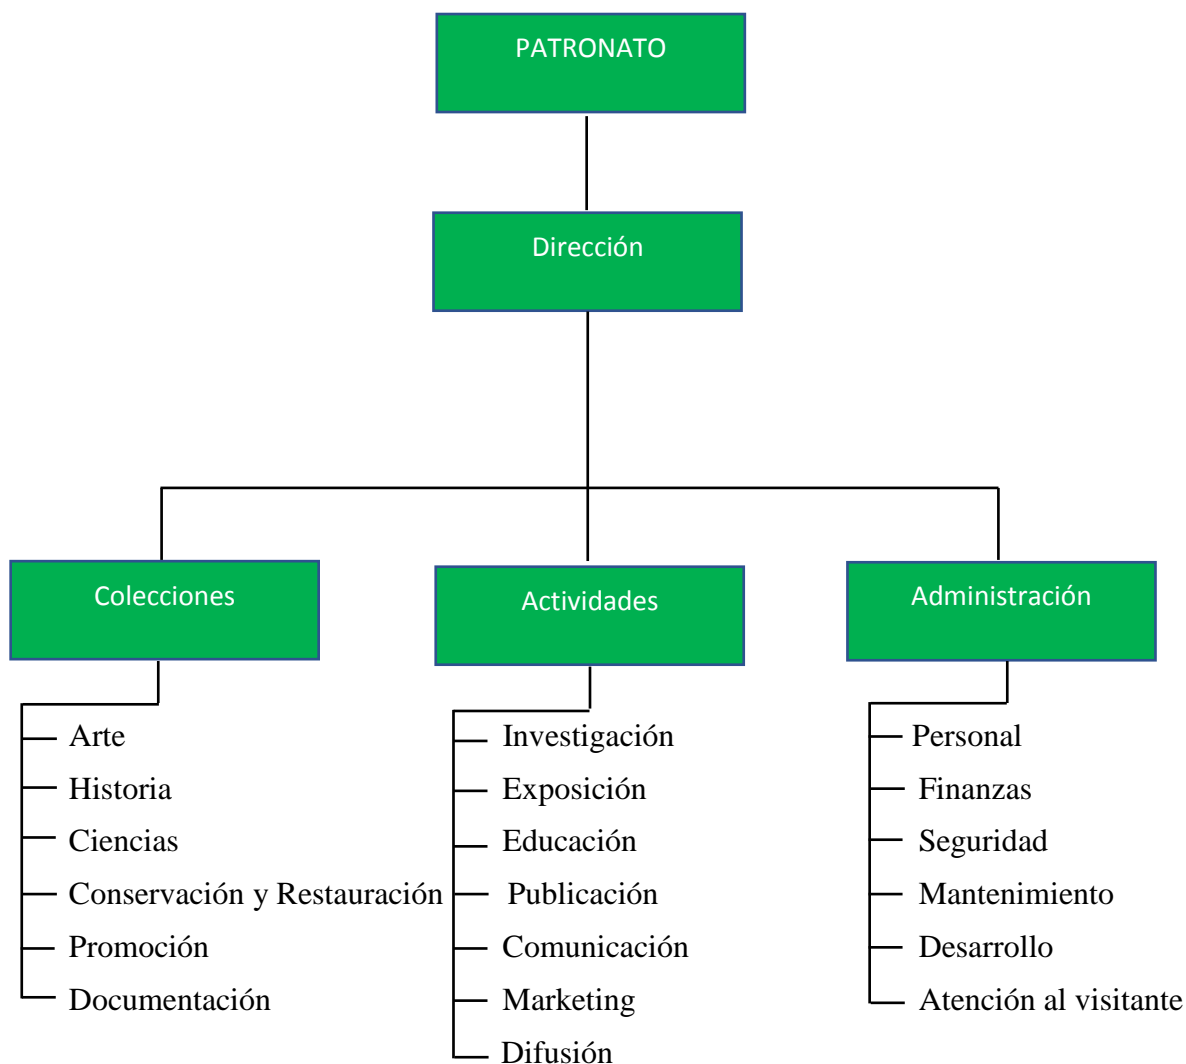 PATRONATO
Dirección
Colecciones
Arte
Historia
Ciencias
Conservación y Restauración
Promoción
Documentación
Actividades
Investigación
Exposición
Educación
Publicación
Comunicación
Marketing
Difusión
Administración
Personal
Finanzas
Seguridad
Mantenimiento
Desarrollo
Atención al visitante